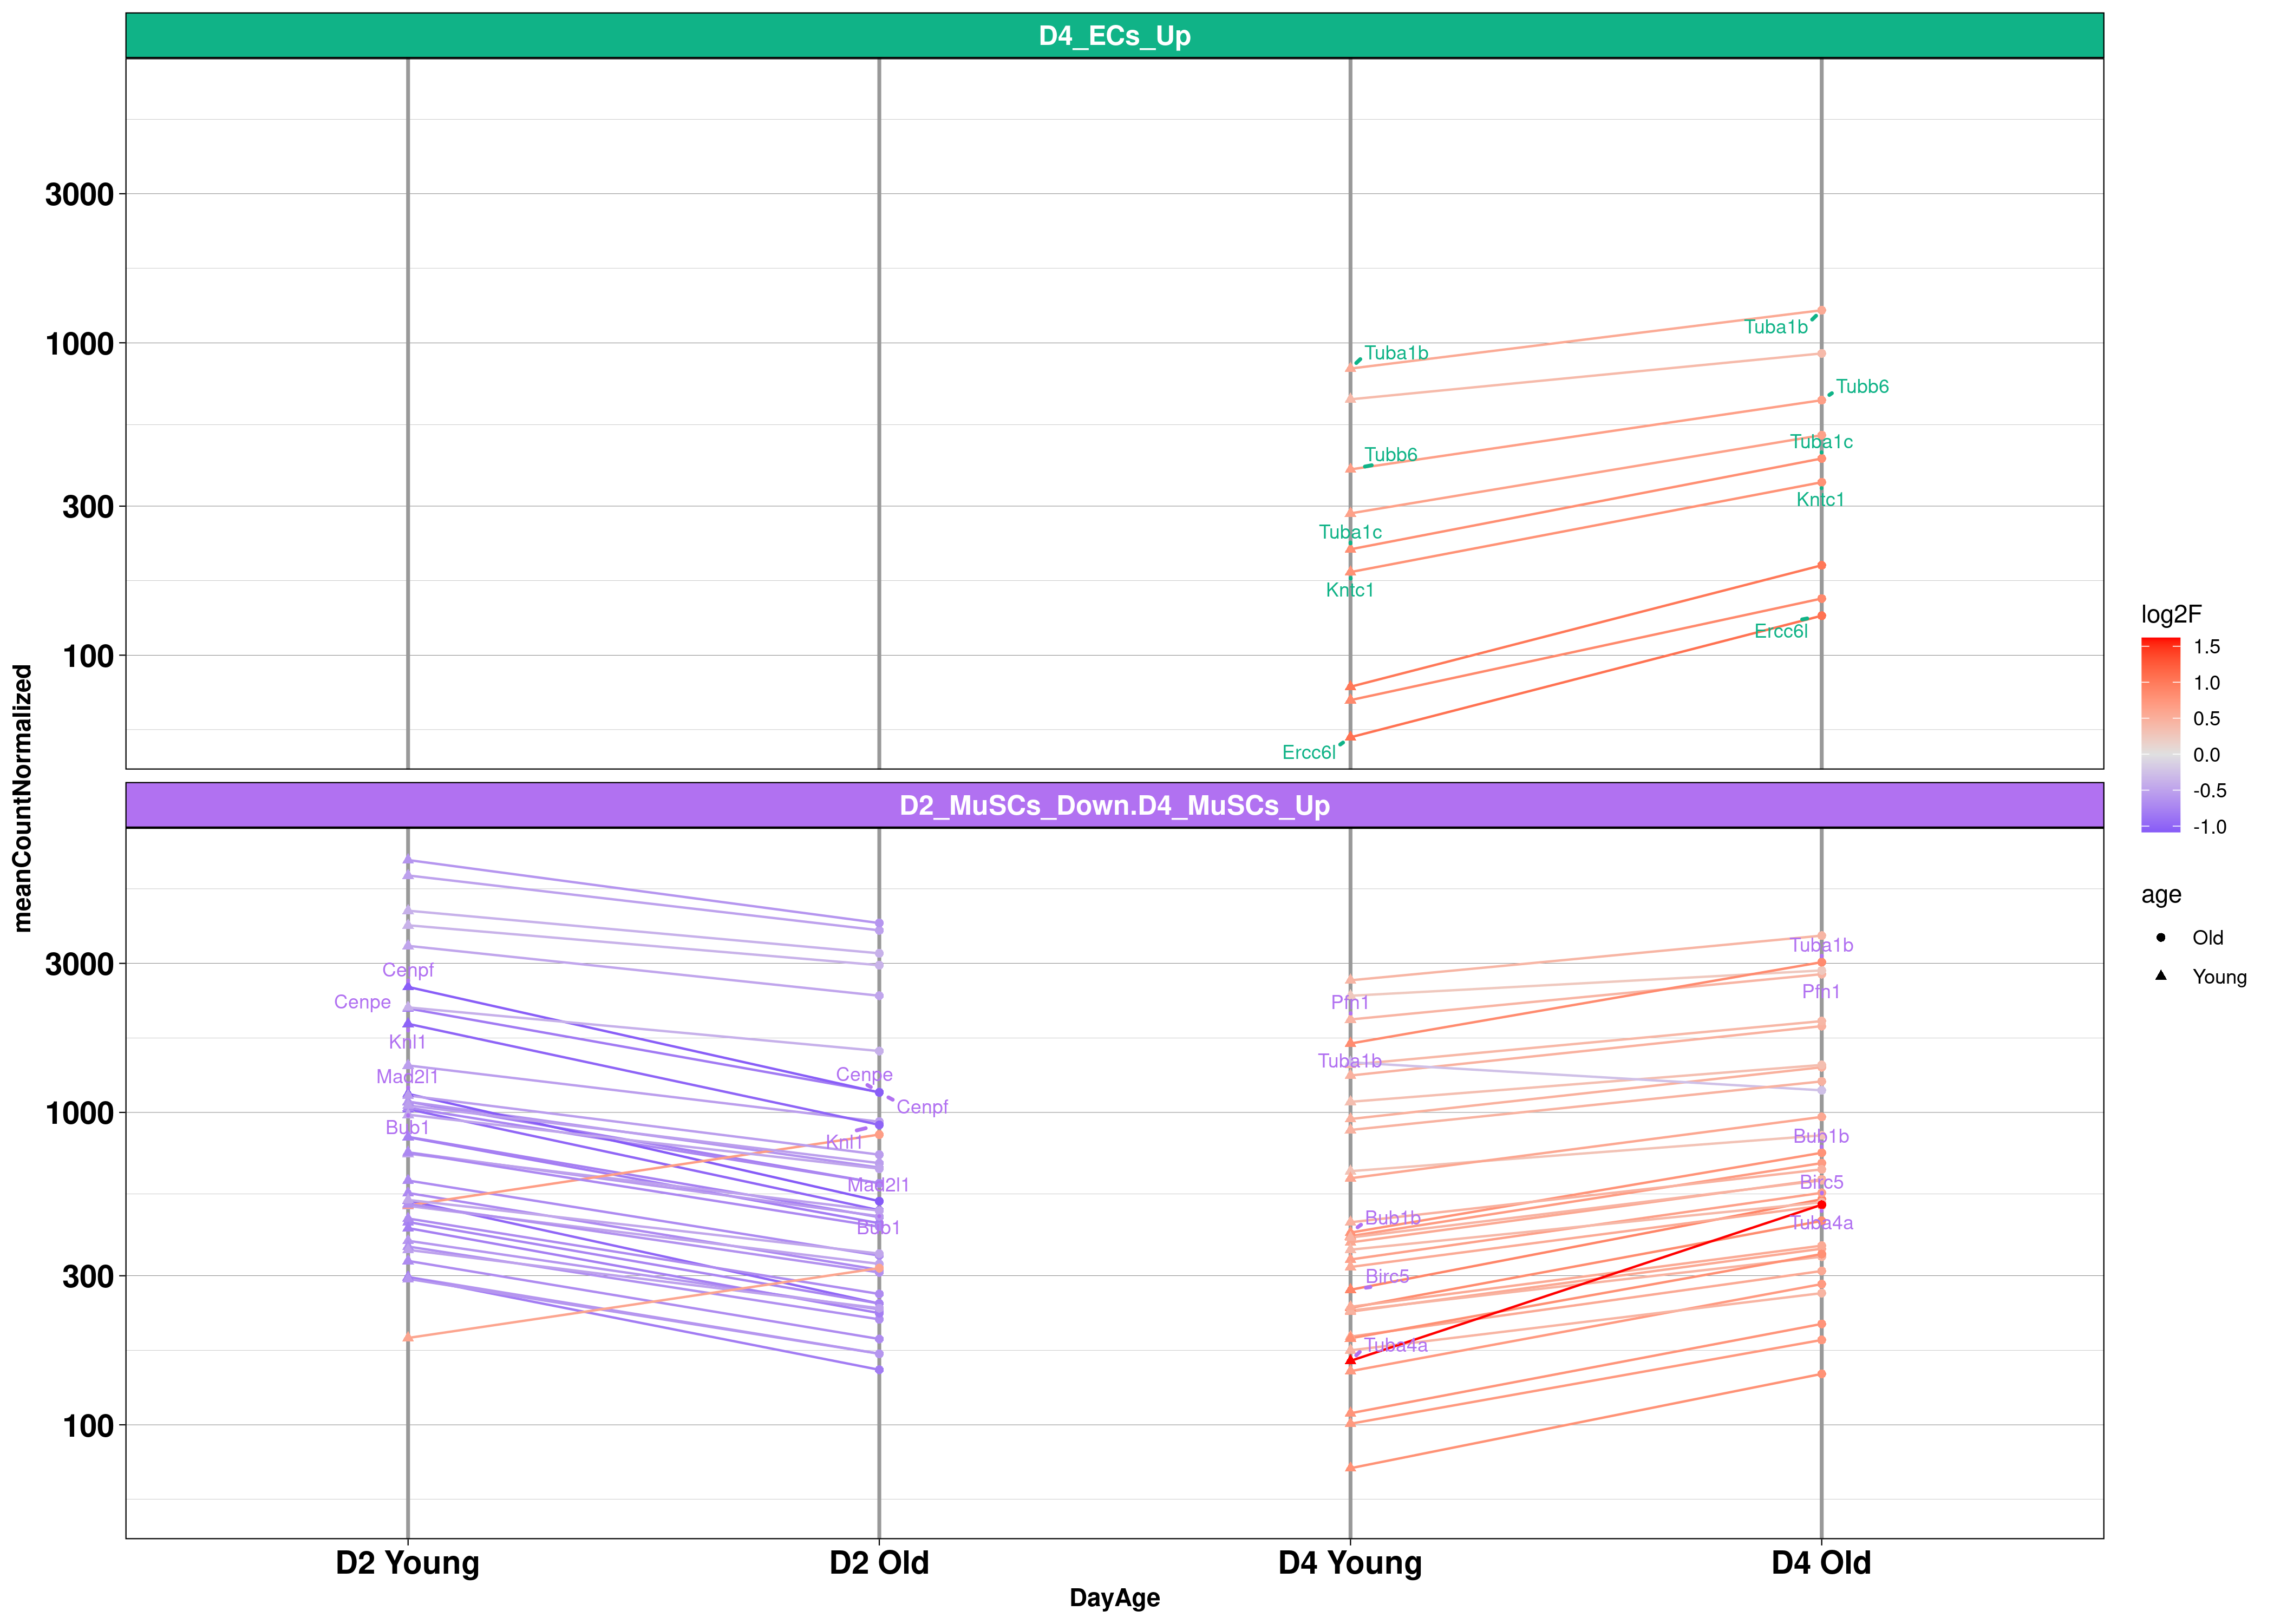 D4_ECs_Up
3000
1000
300
100
Tuba1b
Tuba1b
Tubb6
Tubb6
Tuba1c
Tuba1c
Kntc1
Kntc1
Ercc6l
Ercc6l
D2_MuSCs_Down.D4_MuSCs_Up
3000
1000
300
100
Cenpf
Cenpe
Knl1
Mad2l1
Bub1
Cenpe
Cenpf
Knl1
Mad2l1
Bub1
Pfn1
Tuba1b
Bub1b
Birc5
Tuba4a
Tuba1b
Pfn1
Bub1b
Birc5
Tuba4a
D2 Young
D2 Old
D4 Young
D4 Old
DayAge
meanCountNormalized
log2F
1.5
1.0
0.5
0.0
-0.5
-1.0
age
Old
Young